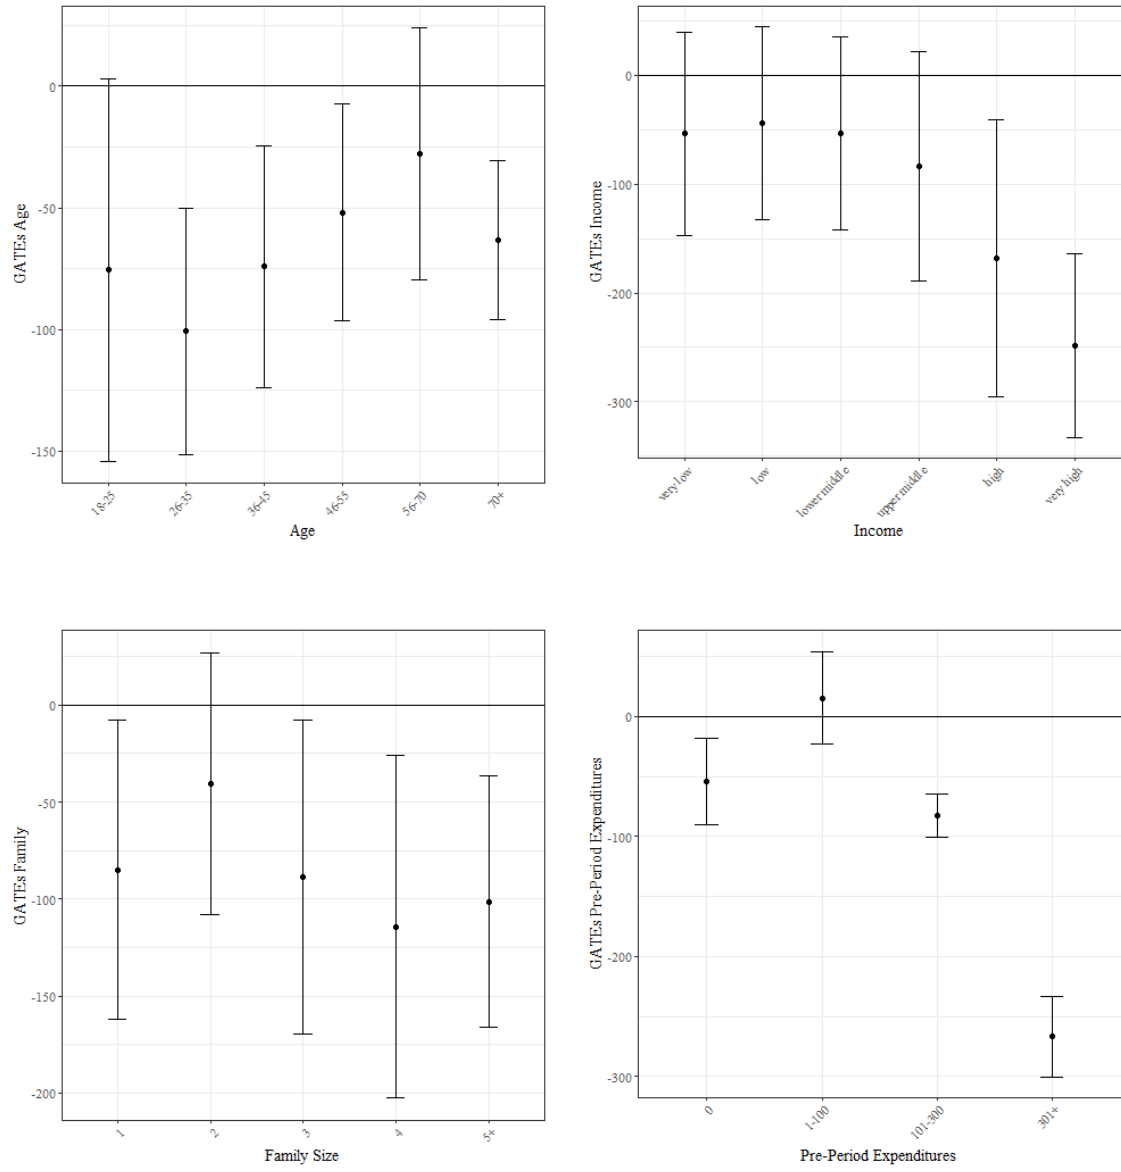 GATEs Age
0
-50
-100
-150
18-25
26-35
36-45
46-55
56-70
70+
Age
GATEs Income
0
-100
-200
-300
very low
low
lower middle
upper middle
high
very high
Income
GATEs Family
0
-50
-100
-150
-200
1
2
3
4
5+
Family Size
GATEs Pre-Period Expenditures
0
-100
-200
-300
0
1-100
101-300
301+
Pre-Period Expenditures